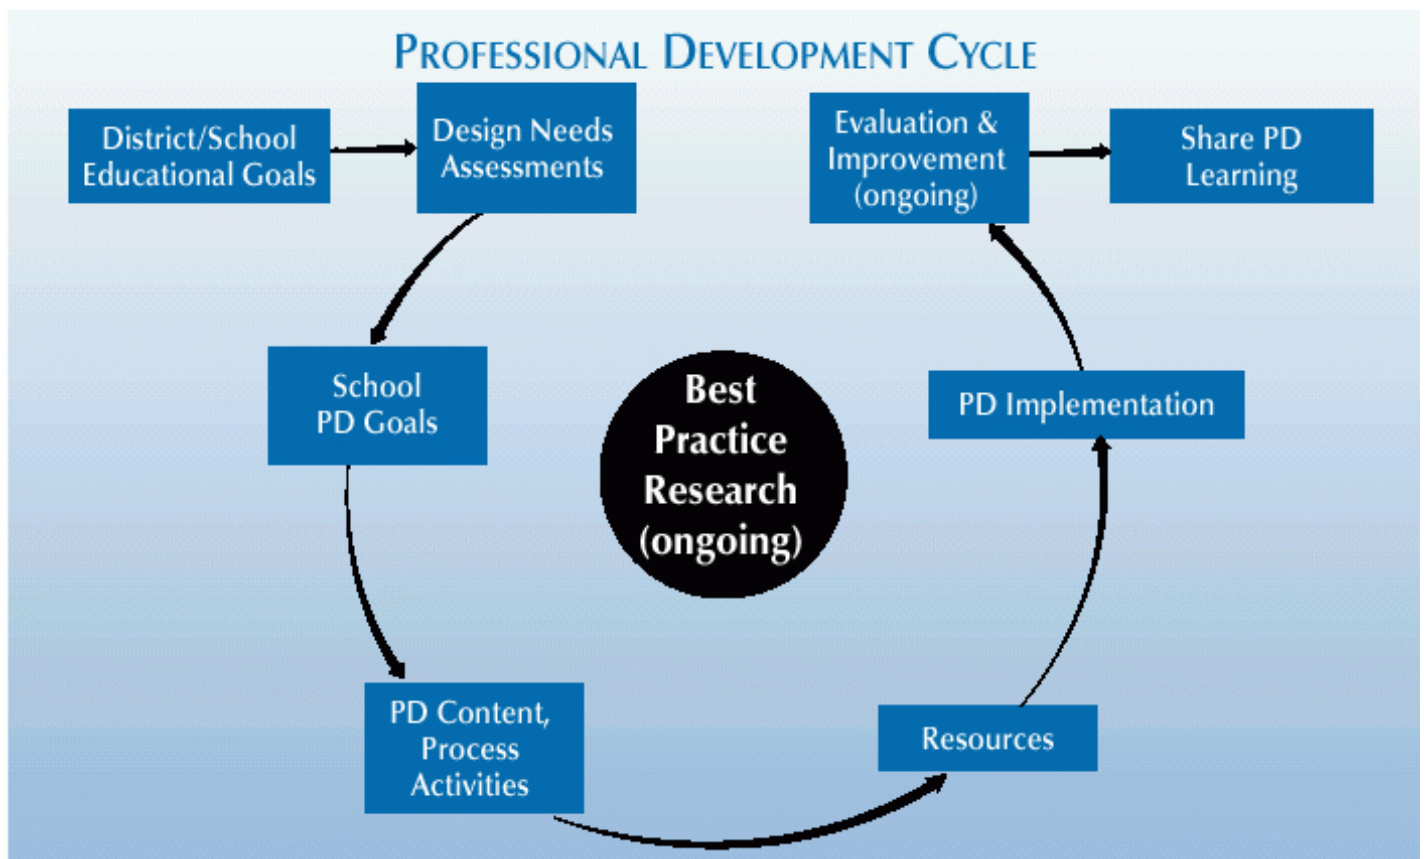 PROFESSIONAL DEVELOPMENT CYCLE
District/School
Educational Goals
Design Needs
Assessments
School
PD Goals
PD Content,
Process
Activities
Resources
PD Implementation
Evaluation &
Improvement
(ongoing)
Share PD
Learning
Best
Practice
Research
(ongoing)